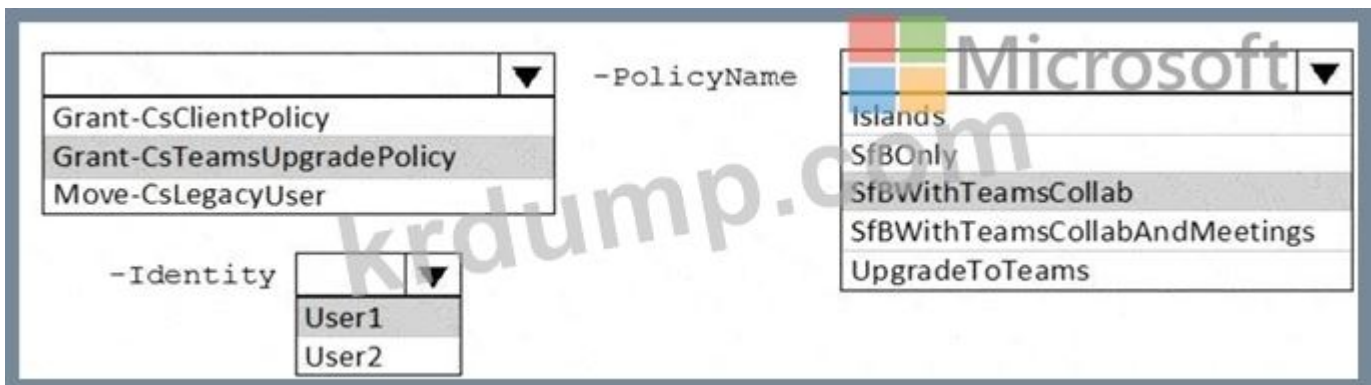 Microsoft
-PolicyName
Grant-CsClientPolicy
Grant-CsTeamsUpgradePolicy
Move-CsLegacyUser
Islands
SfBOnly
SfBWithTeamsCollab
SfBWithTeamsCollabAndMeetings
UpgradeToTeams
-Identity
User1
User2
krdump.com